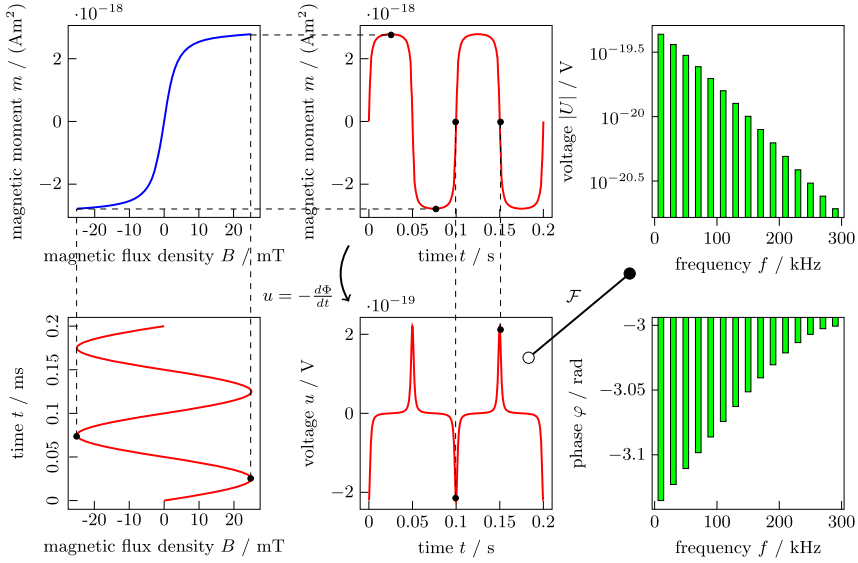 ·10⁻¹⁸
magnetic moment m / (Am²)
2
0
−2
-20 -10 0 10 20
magnetic flux density B / mT
·10⁻¹⁸
magnetic moment m / (Am²)
2
0
−2
0 0.05 0.1 0.15 0.2
time t / s
voltage |U| / V
10⁻¹⁹·⁵
10⁻²⁰
10⁻²⁰·⁵
0 100 200 300
frequency f / kHz
u = −dΦ/dt
ℱ
time t / ms
0.2
0.15
0.1
0.05
0
-20 -10 0 10 20
magnetic flux density B / mT
·10⁻¹⁹
voltage u / V
2
0
−2
0 0.05 0.1 0.15 0.2
time t / s
phase φ / rad
−3
−3.05
−3.1
0 100 200 300
frequency f / kHz